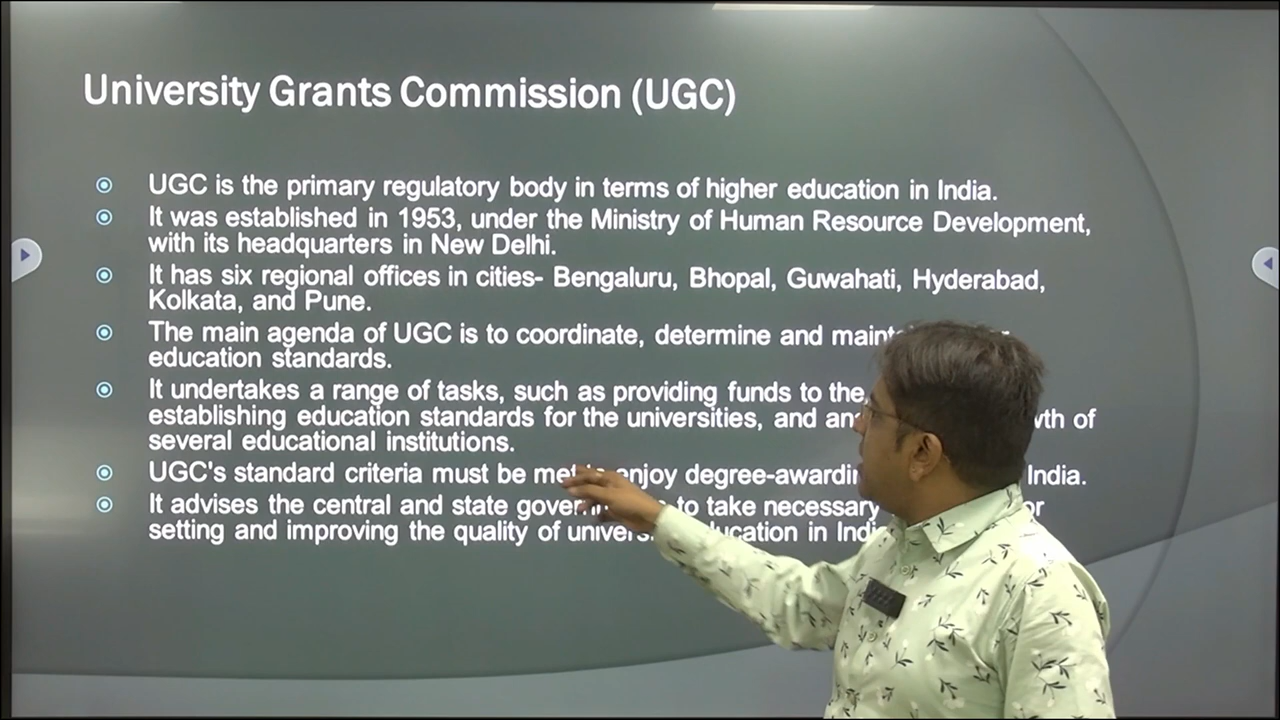 University Grants Commission (UGC)
UGC is the primary regulatory body in terms of higher education in India.
It was established in 1953, under the Ministry of Human Resource Development,
with its headquarters in New Delhi.
It has six regional offices in cities- Bengaluru, Bhopal, Guwahati, Hyderabad,
Kolkata, and Pune.
The main agenda of UGC is to coordinate, determine and
education standards.
It undertakes a range of tasks, such as providing funds to the,
establishing education standards for the universities, and of
several educational institutions.
UGC's standard criteria must be met enjoy India.
It advises the central and state to take necessary
setting and improving the quality of in